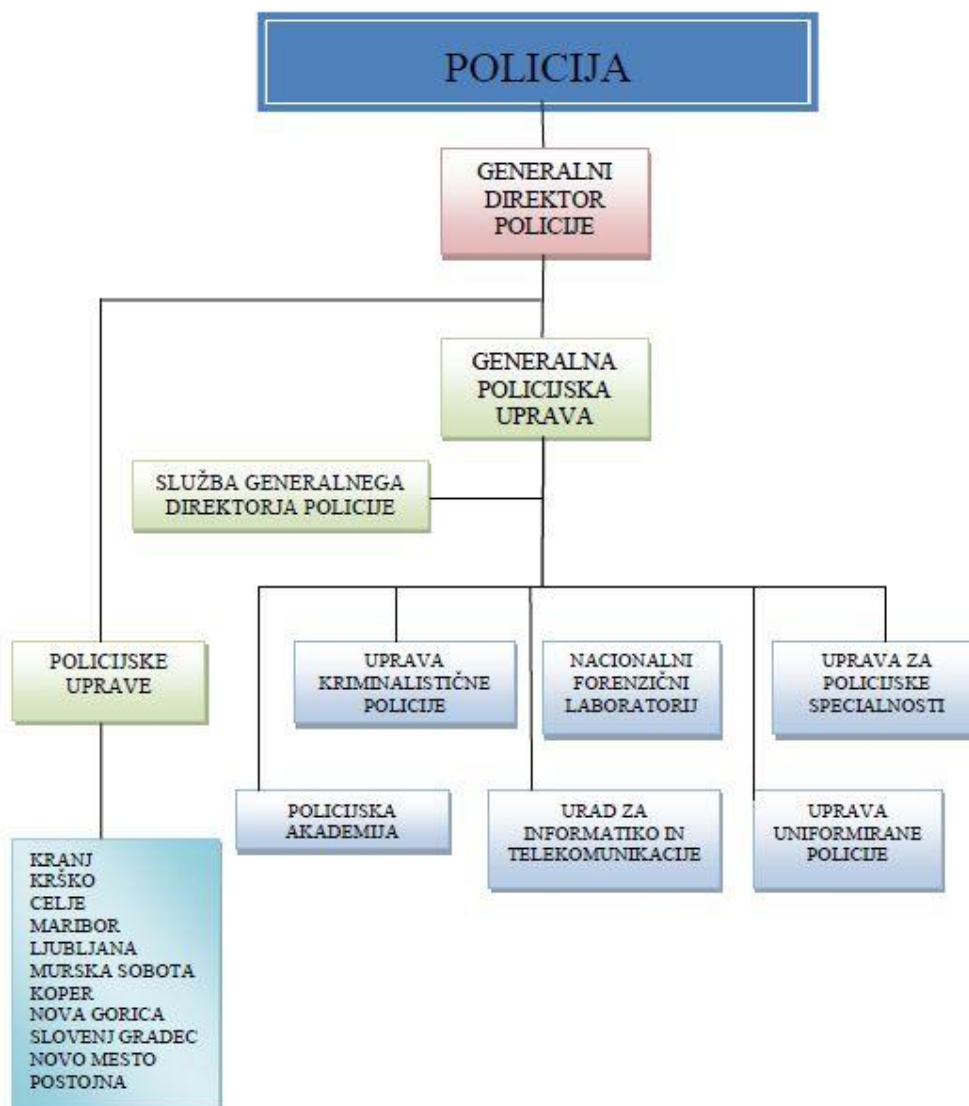 POLICIJA
GENERALNI
DIREKTOR
POLICIJE
GENERALNA
POLICIJSKA
UPRAVA
SLUŽBA GENERALNEGA
DIREKTORJA POLICIJE
POLICIJSKE
UPRAVE
UPRAVA
KRIMINALISTIČNE
POLICIJE
NACIONALNI
FORENZIČNI
LABORATORIJ
UPRAVA ZA
POLICIJSKE
SPECIALNOSTI
POLICIJSKA
AKADEMIJA
URAD ZA
INFORMATIKO IN
TELEKOMUNIKACIJE
UPRAVA
UNIFORMIRANE
POLICIJE
KRANJ
KRŠKO
CELJE
MARIBOR
LJUBLJANA
MURSKA SOBOTA
KOPER
NOVA GORICA
SLOVENJ GRADEC
NOVO MESTO
POSTOJNA